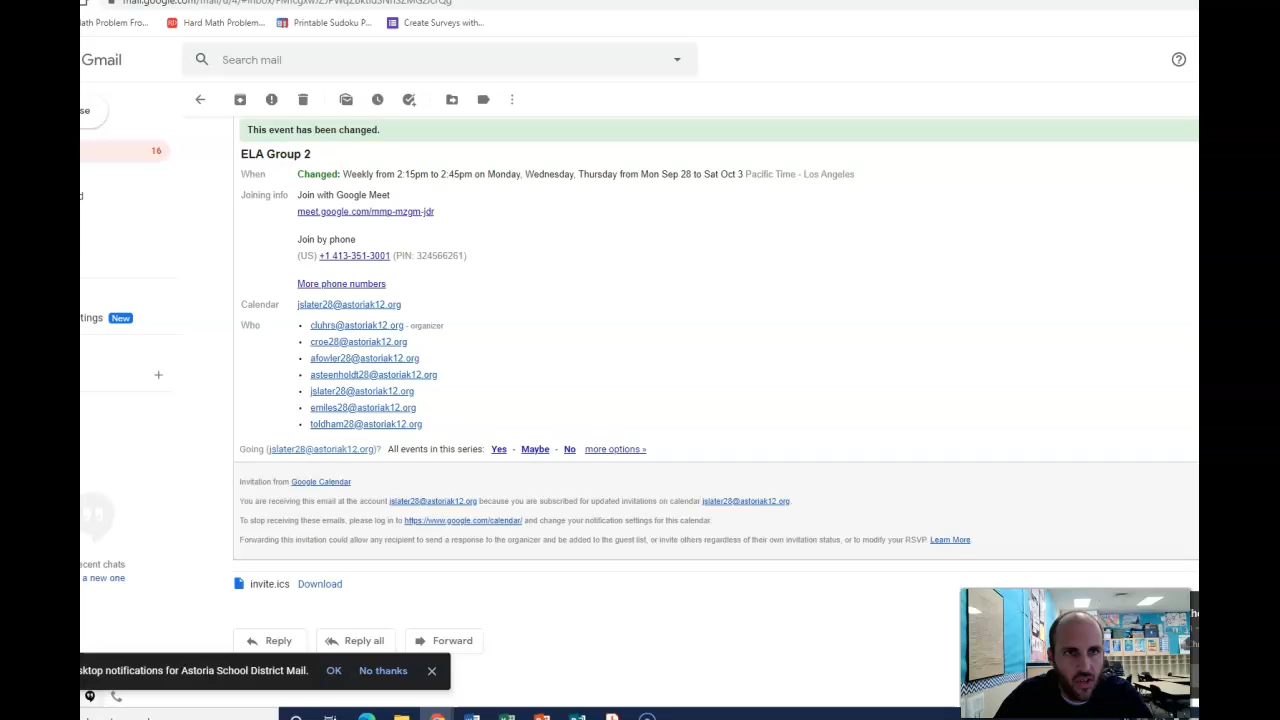 ath Problem Fro... Hard Math Problem... Printable Sudoku P... Create Surveys with...
Gmail Search mail
se
This event has been changed.
16 ELA Group 2
When Changed: Weekly from 2:15pm to 2:45pm on Monday, Wednesday, Thursday from Mon Sep 28 to Sat Oct 3 Pacific Time - Los Angeles
Joining info Join with Google Meet
meet.google.com/mmp-mzgm-jdr
Join by phone
(US) +1 413-351-3001 (PIN: 324566261)
More phone numbers
Calendar jslater28@astoriak12.org
tings New
Who • cluhrs@astoriak12.org - organizer
• croe28@astoriak12.org
• afowler28@astoriak12.org
• asteenholdt28@astoriak12.org
• jslater28@astoriak12.org
• emiles28@astoriak12.org
• toldham28@astoriak12.org
Going (jslater28@astoriak12.org)? All events in this series: Yes - Maybe - No more options »
Invitation from Google Calendar
You are receiving this email at the account jslater28@astoriak12.org because you are subscribed for updated invitations on calendar jslater28@astoriak12.org.
To stop receiving these emails, please log in to https://www.google.com/calendar/ and change your notification settings for this calendar.
Forwarding this invitation could allow any recipient to send a response to the organizer and be added to the guest list, or invite others regardless of their own invitation status, or to modify your RSVP. Learn More.
ecent chats
a new one
invite.ics Download
Reply Reply all Forward
sktop notifications for Astoria School District Mail. OK No thanks